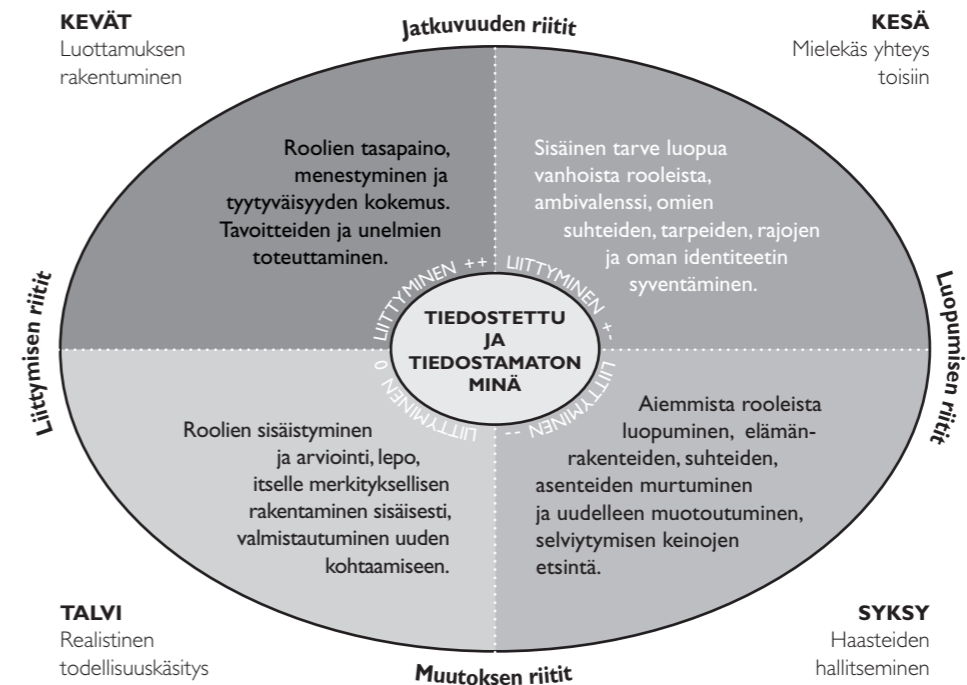 KEVÄT
Luottamuksen
rakentuminen
Jatkuvuuden riitit
KESÄ
Mielekäs yhteys
toisiin
Roolien tasapaino,
menestyminen ja
tyytyväisyyden kokemus.
Tavoitteiden ja unelmien
toteuttaminen.
Sisäinen tarve luopua
vanhoista rooleista,
ambivalenssi, omien
suhteiden, tarpeiden, rajojen
ja oman identiteetin
syventäminen.
Liittymisen riitit
LIITTYMINEN ++
LIITTYMINEN +-
TIEDOSTETTU
JA
TIEDOSTAMATON
MINÄ
LIITTYMINEN 0
LIITTYMINEN --
Luopumisen riitit
Roolien sisäistyminen
ja arviointi, lepo,
itselle merkityksellisen
rakentaminen sisäisesti,
valmistautuminen uuden
kohtaamiseen.
Aiemmista rooleista
luopuminen, elämän-
rakenteiden, suhteiden,
asenteiden murtuminen
ja uudelleen muotoutuminen,
selviytymisen keinojen
etsintä.
TALVI
Realistinen
todellisuuskäsitys
Muutoksen riitit
SYKSY
Haasteiden
hallitseminen